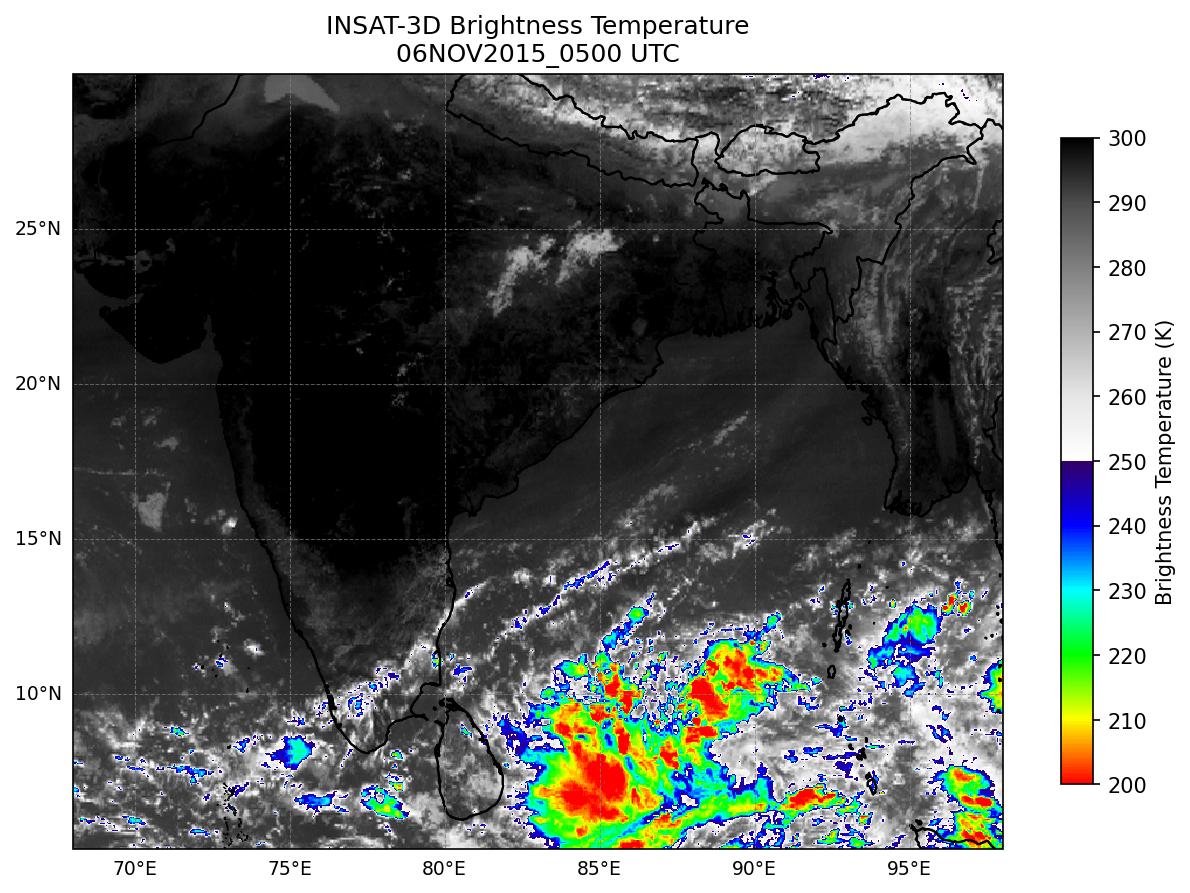 INSAT-3D Brightness Temperature
06NOV2015_0500 UTC
25°N
20°N
15°N
10°N
70°E
75°E
80°E
85°E
90°E
95°E
300
290
280
270
260
250
240
230
220
210
200
Brightness Temperature (K)